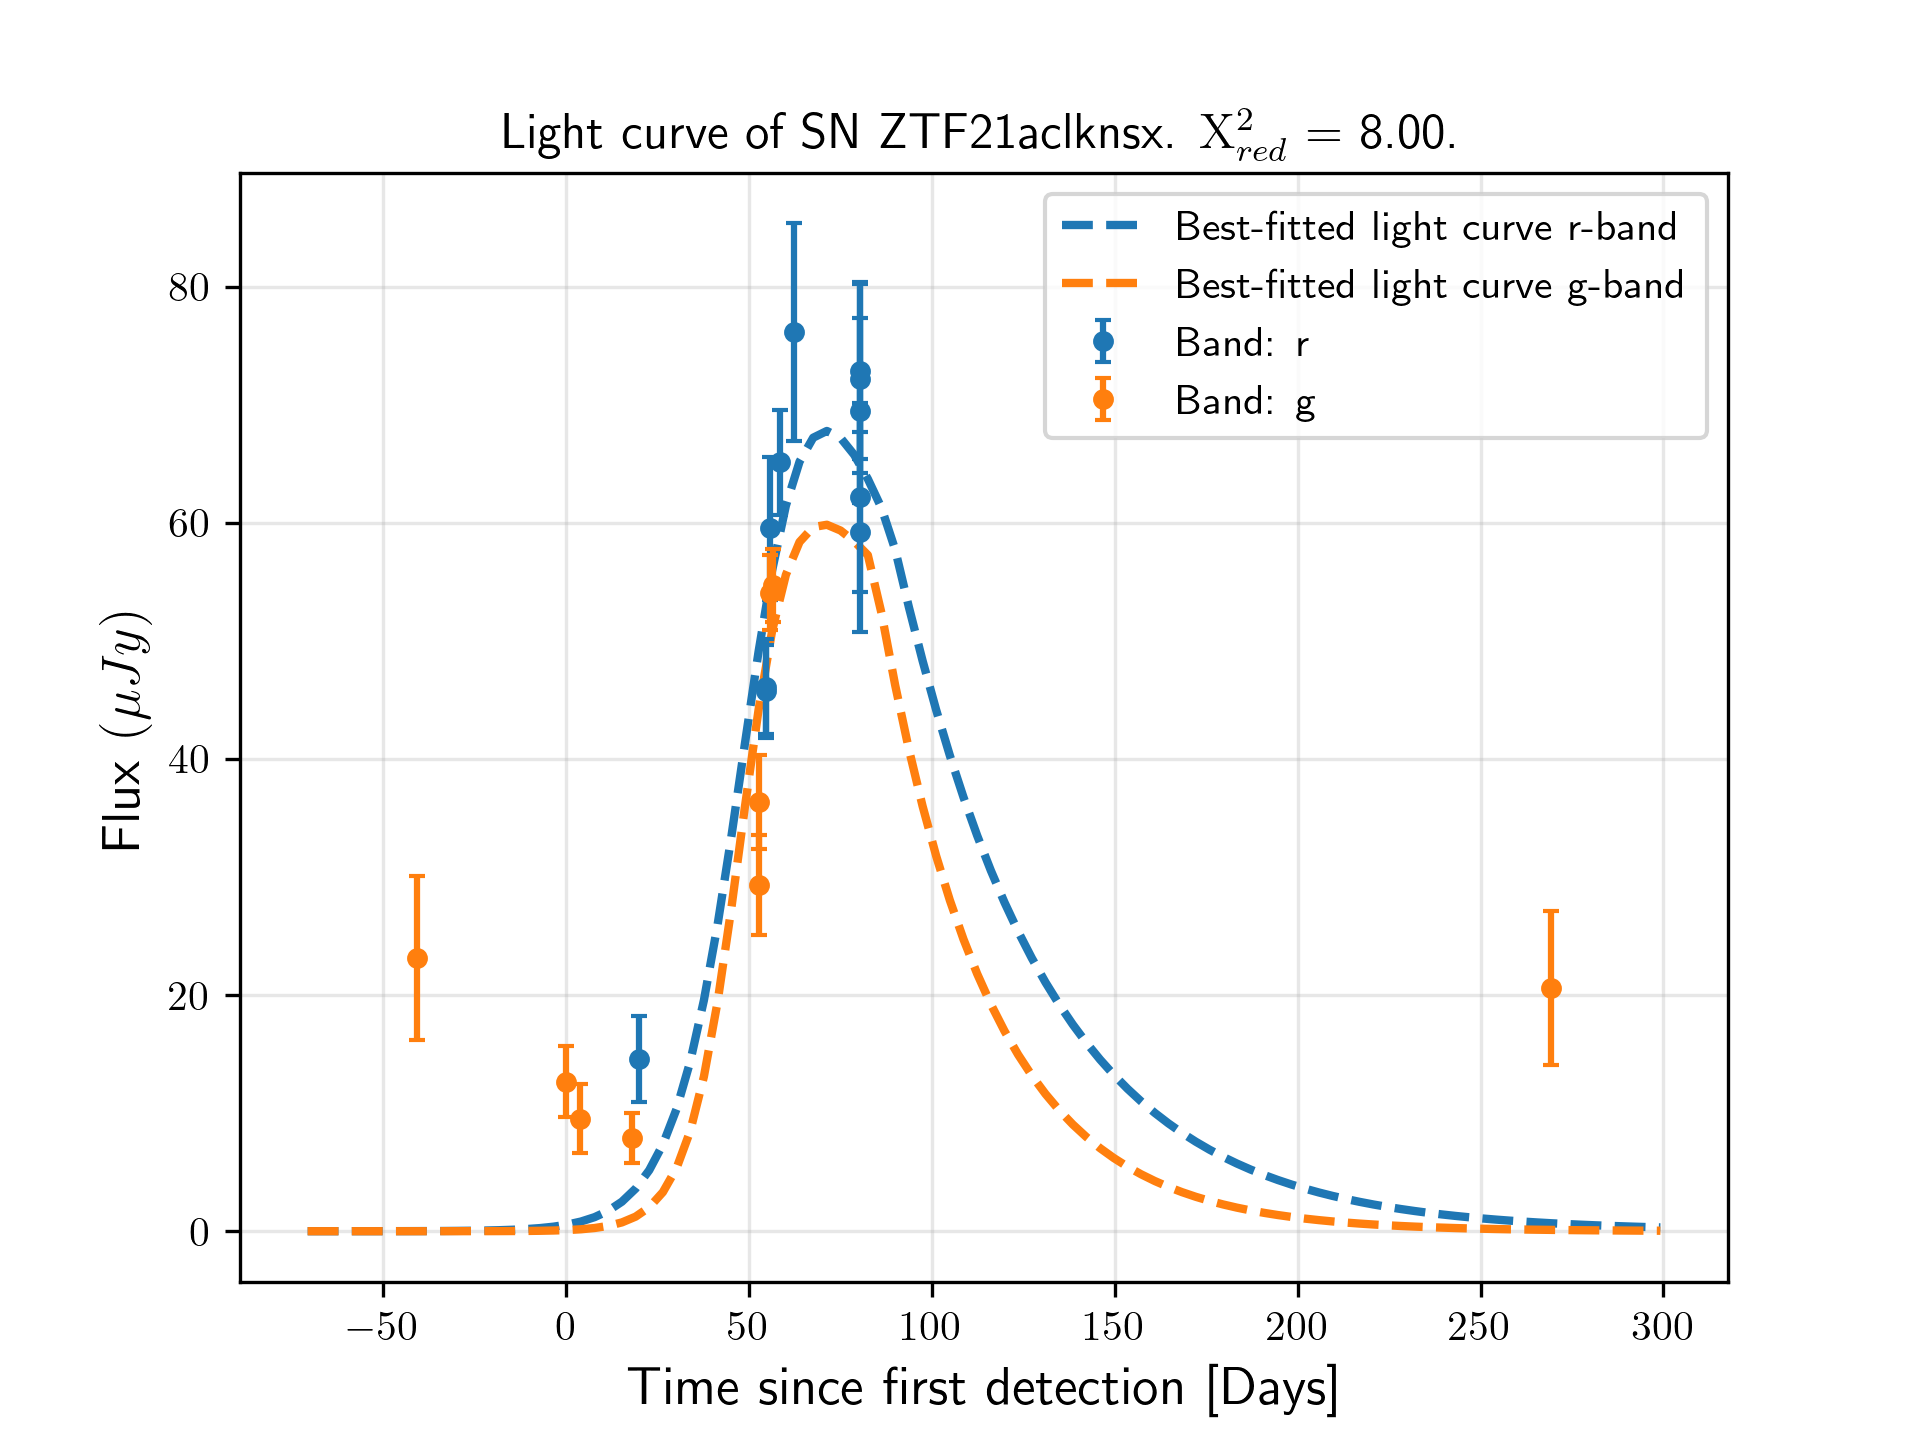 Light curve of SN ZTF21aclknsx. X²_red = 8.00.
Best-fitted light curve r-band
Best-fitted light curve g-band
Band: r
Band: g
Flux (μJy)
80
60
40
20
0
−50 0 50 100 150 200 250 300
Time since first detection [Days]